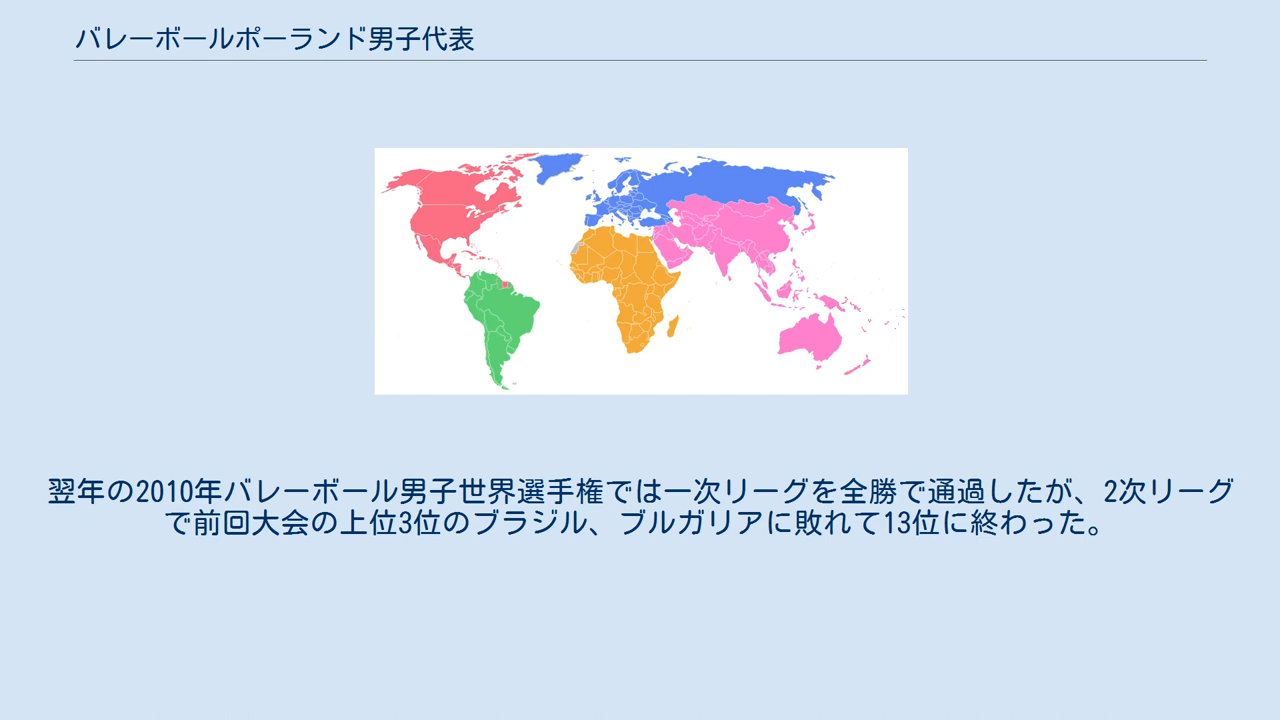 バレーボールポーランド男子代表
翌年の2010年バレーボール男子世界選手権では一次リーグを全勝で通過したが、2次リーグ
で前回大会の上位3位のブラジル、ブルガリアに敗れて13位に終わった。